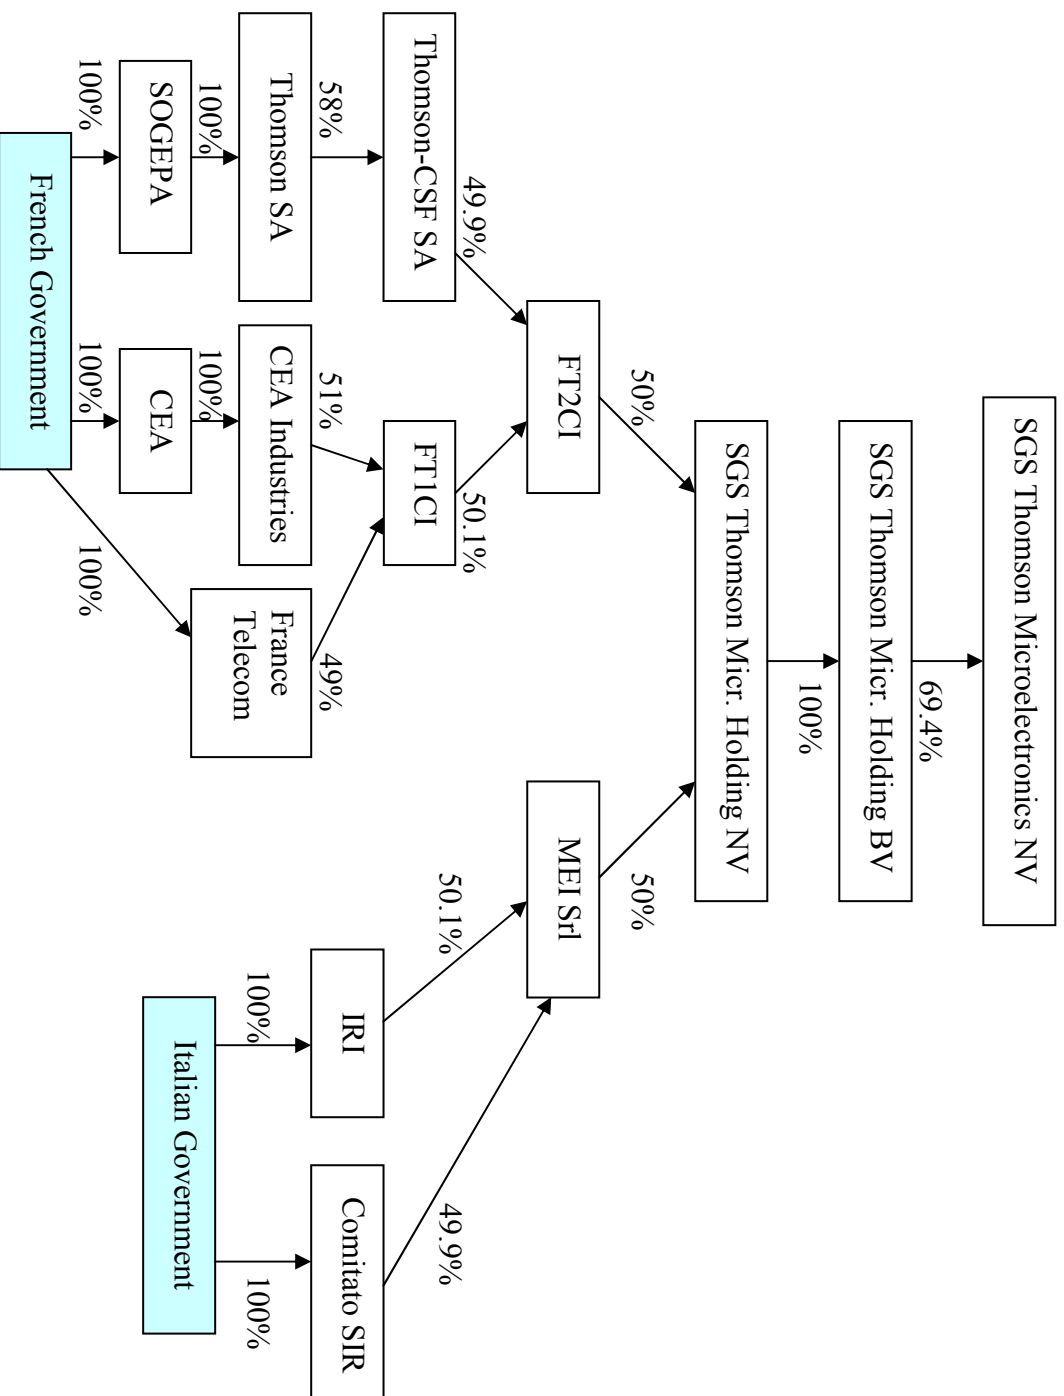 SGS Thomson Microelectronics NV
69.4%
SGS Thomson Micr. Holding BV
100%
SGS Thomson Micr. Holding NV
50%
50%
FT2CI
MEI Srl
49.9%
50.1%
50.1%
49.9%
Thomson-CSF SA
FT1CI
IRI
Comitato SIR
58%
51%
49%
Thomson SA
CEA Industries
France
Telecom
100%
100%
100%
100%
SOGEPA
CEA
Italian Government
100%
100%
100%
French Government